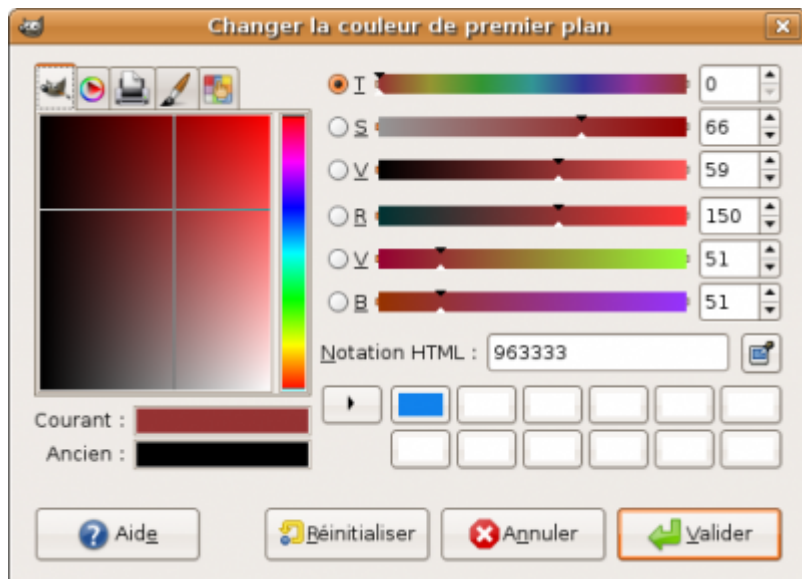 Changer la couleur de premier plan
T 0
S 66
V 59
R 150
V 51
B 51
Notation HTML : 963333
Courant :
Ancien :
Aide
Réinitialiser
Annuler
Valider